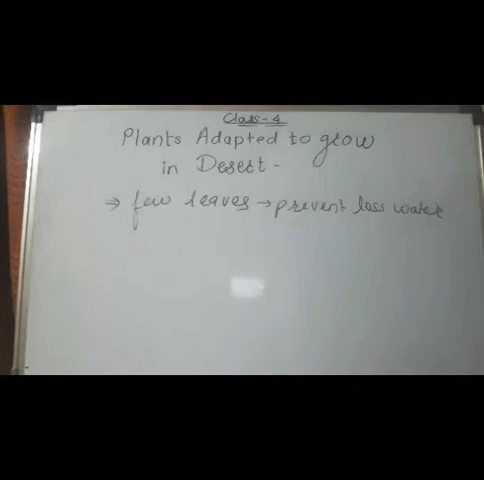 Class-4
Plants Adapted to grow
in Desert -
⇒ few leaves → prevent loss water